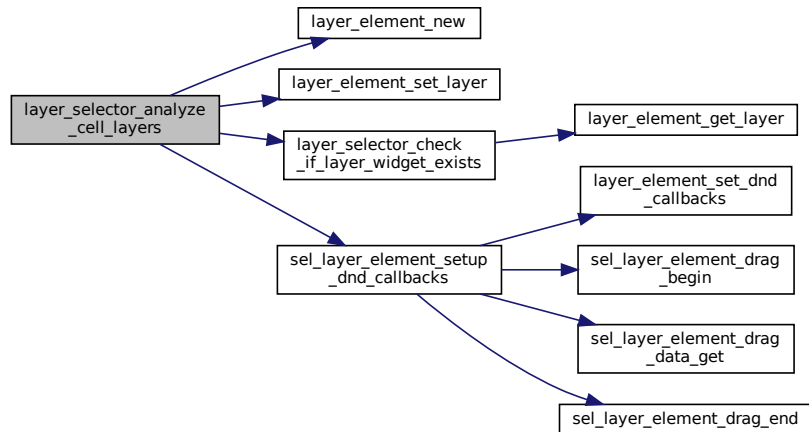 layer_element_new
layer_element_set_layer
layer_selector_analyze
_cell_layers
layer_selector_check
_if_layer_widget_exists
layer_element_get_layer
layer_element_set_dnd
_callbacks
sel_layer_element_setup
_dnd_callbacks
sel_layer_element_drag
_begin
sel_layer_element_drag
_data_get
sel_layer_element_drag_end